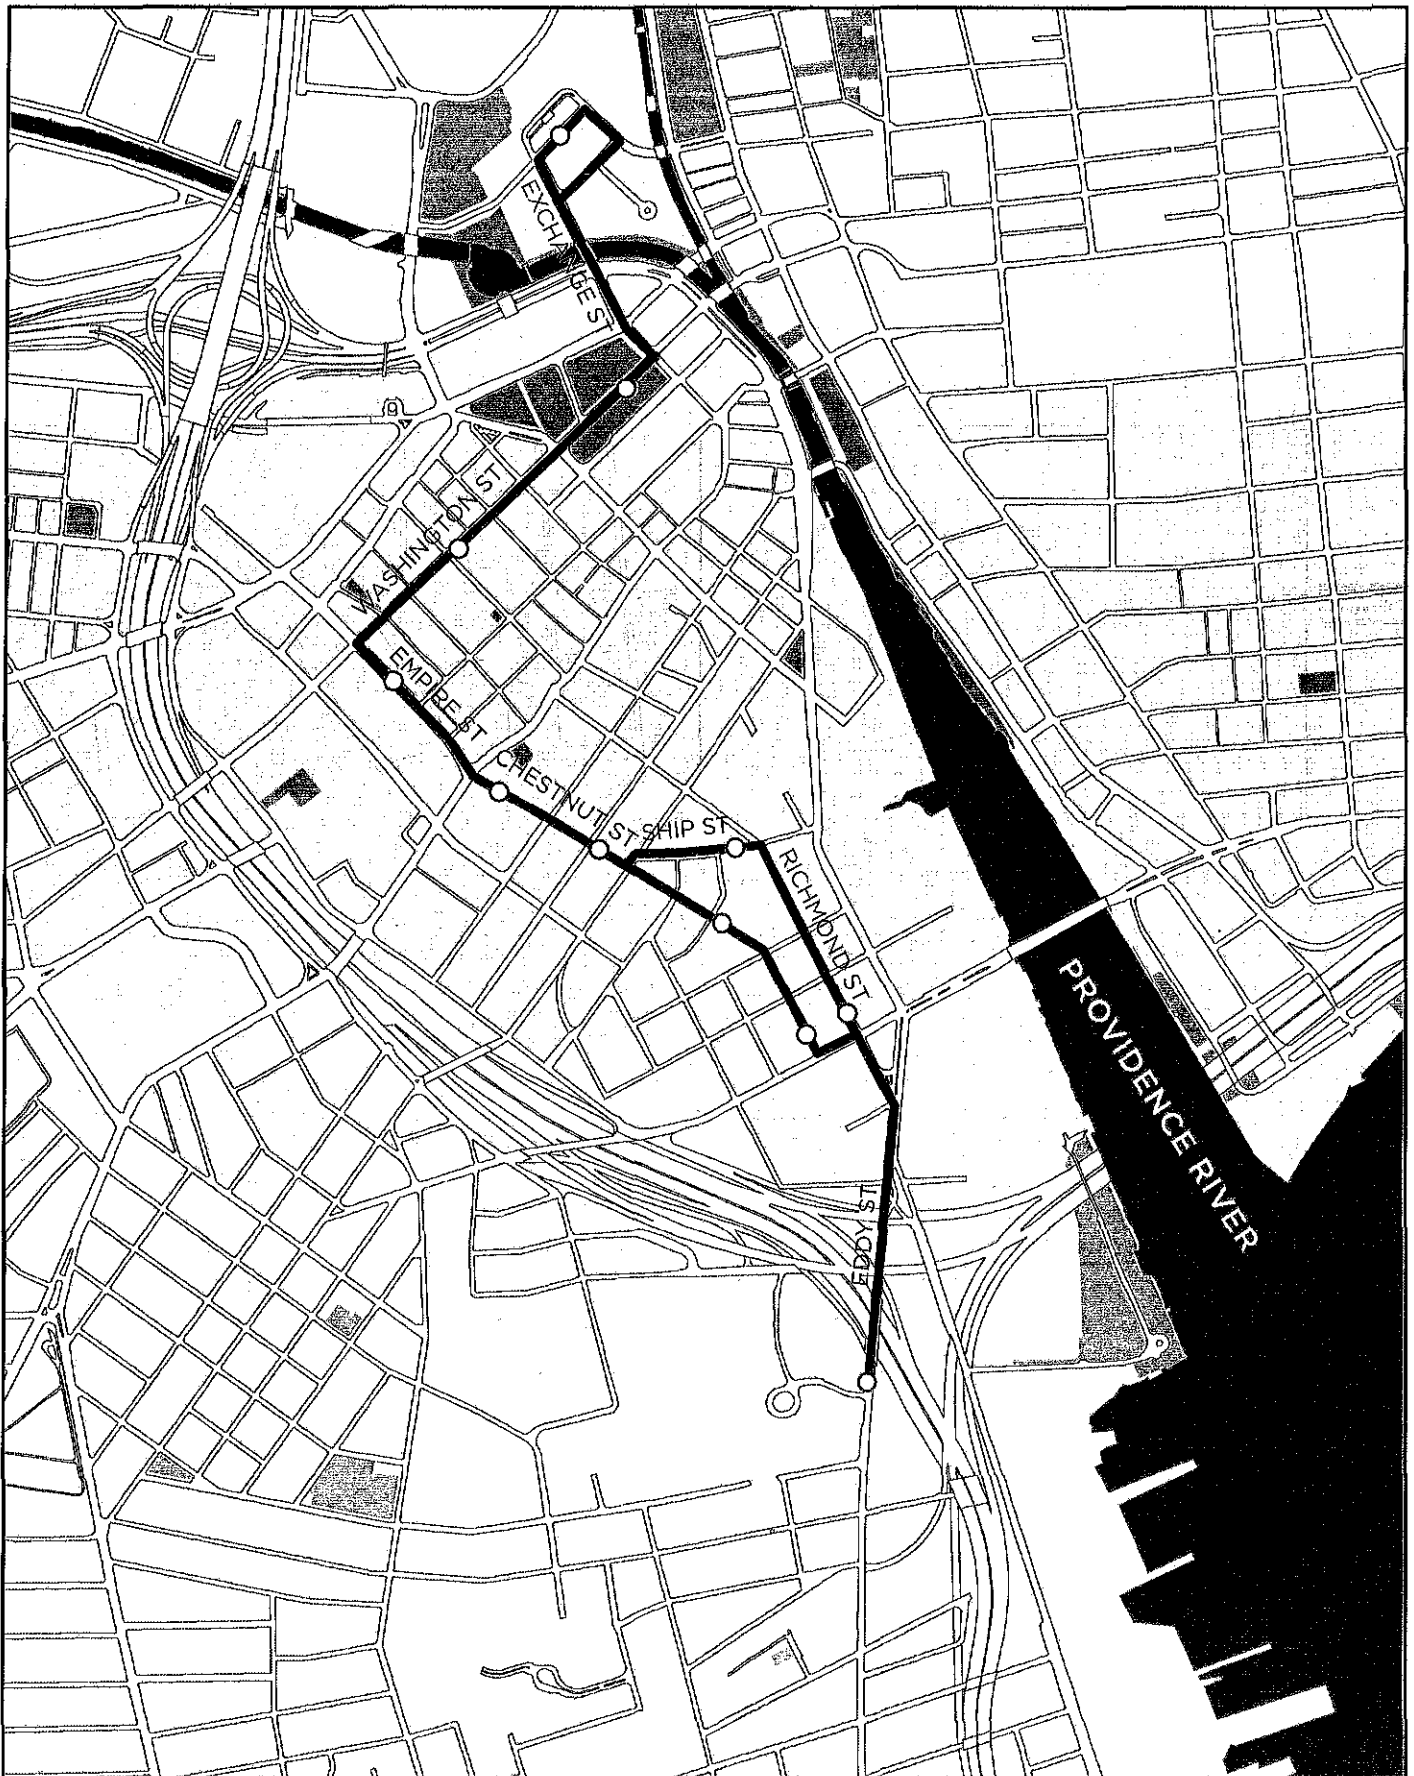 EXCHANGE ST
WASHINGTON ST
EMPIRE ST
CHESTNUT ST
SHIP ST
RICHMOND ST
PROVIDENCE RIVER
EDDY ST